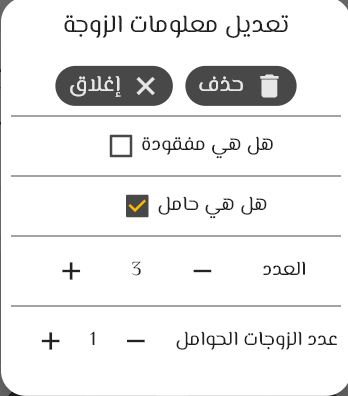 تعديل معلومات الزوجة
حذف إغلاق
هل هي مفقودة
هل هي حامل
العدد − 3 +
عدد الزوجات الحوامل − 1 +